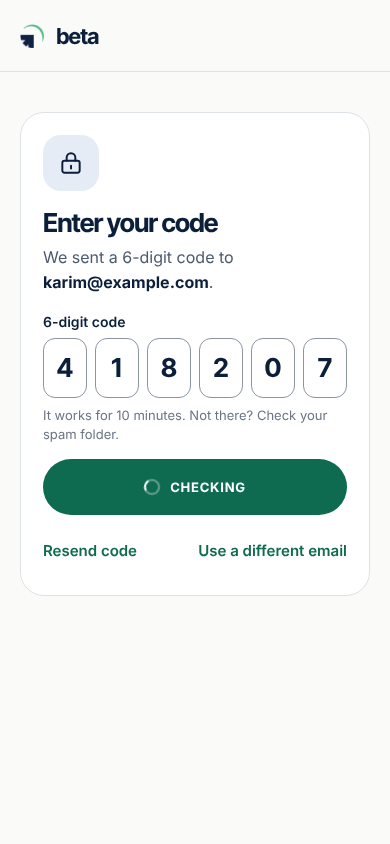 beta
Enter your code
We sent a 6-digit code to
karim@example.com.
6-digit code
4 1 8 2 0 7
It works for 10 minutes. Not there? Check your
spam folder.
CHECKING
Resend code Use a different email